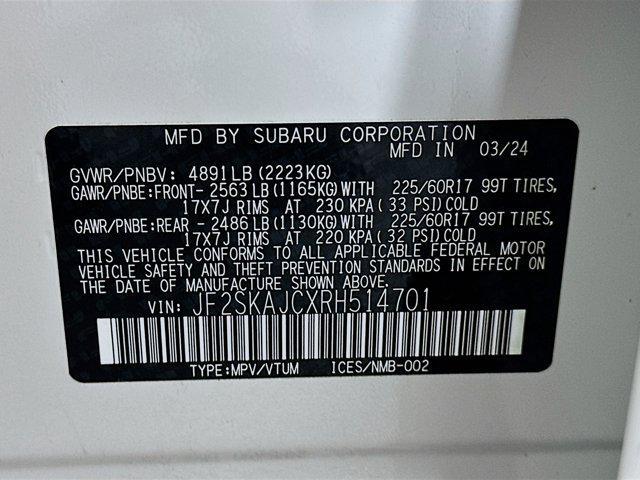 MFD BY SUBARU CORPORATION
MFD IN 03/24
GVWR/PNBV: 4891LB (2223KG)
GAWR/PNBE:FRONT- 2563 LB (1165KG) WITH 225/60R17 99T TIRES,
17X7J RIMS AT 230 KPA ( 33 PSI) COLD
GAWR/PNBE:REAR - 2486 LB (1130KG) WITH 225/60R17 99T TIRES,
17X7J RIMS AT 220 KPA ( 32 PSI) COLD
THIS VEHICLE CONFORMS TO ALL APPLICABLE FEDERAL MOTOR
VEHICLE SAFETY AND THEFT PREVENTION STANDARDS IN EFFECT ON
THE DATE OF MANUFACTURE SHOWN ABOVE.
VIN: JF2SKAJCXRH514701
TYPE:MPV/VTUM ICES/NMB-002